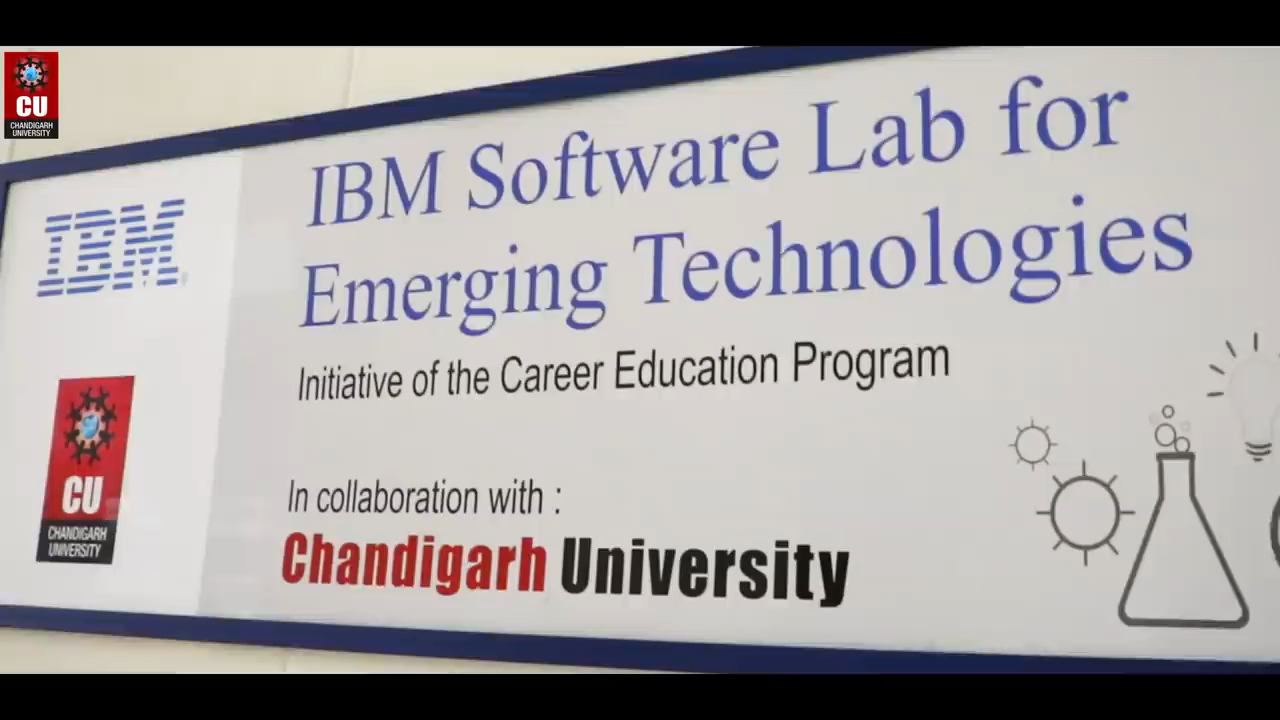 CU
CHANDIGARH
UNIVERSITY
IBM
IBM Software Lab for
Emerging Technologies
Initiative of the Career Education Program
In collaboration with :
Chandigarh University
CU
CHANDIGARH
UNIVERSITY